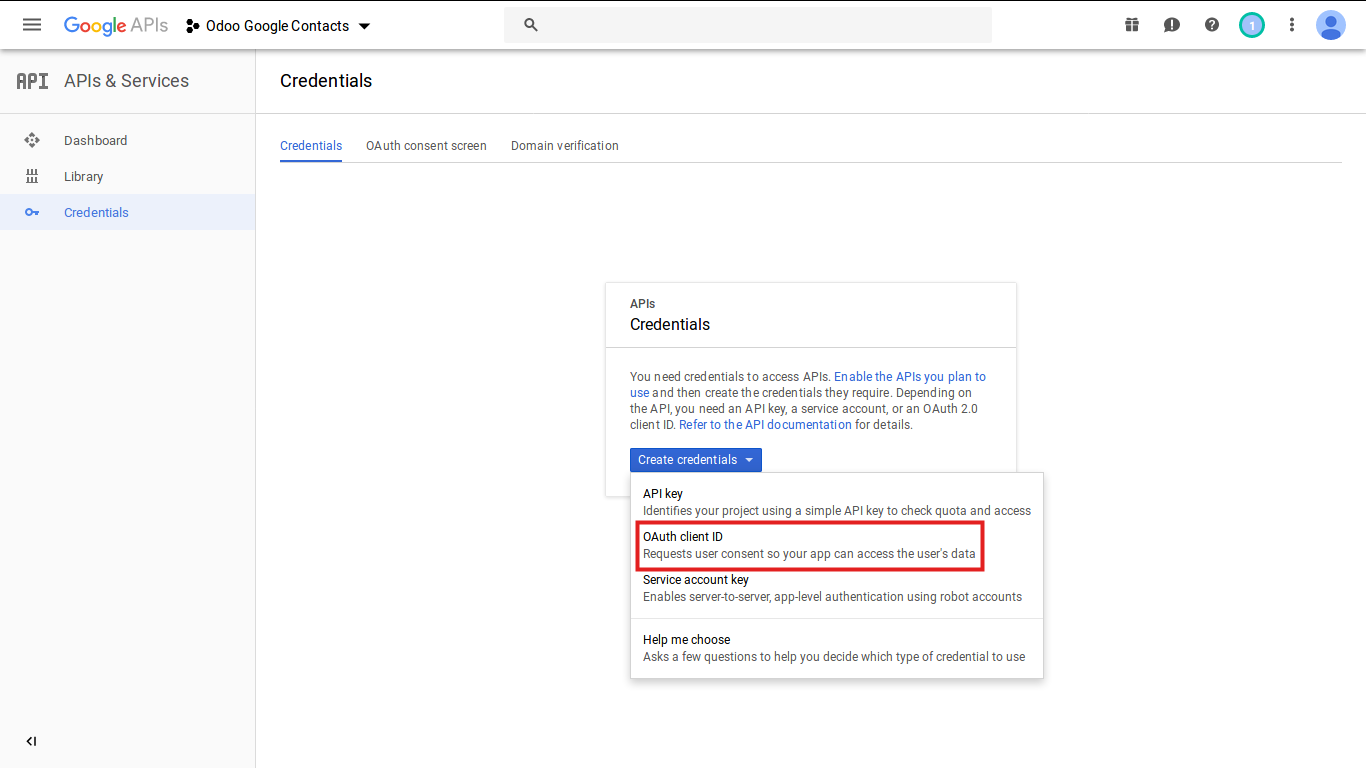 Google APIs
Odoo Google Contacts
1
API
APIs & Services
Credentials
Dashboard
Library
Credentials
Credentials
OAuth consent screen
Domain verification
APIs
Credentials
You need credentials to access APIs. Enable the APIs you plan to
use and then create the credentials they require. Depending on
the API, you need an API key, a service account, or an OAuth 2.0
client ID. Refer to the API documentation for details.
Create credentials
API key
Identifies your project using a simple API key to check quota and access
OAuth client ID
Requests user consent so your app can access the user's data
Service account key
Enables server-to-server, app-level authentication using robot accounts
Help me choose
Asks a few questions to help you decide which type of credential to use